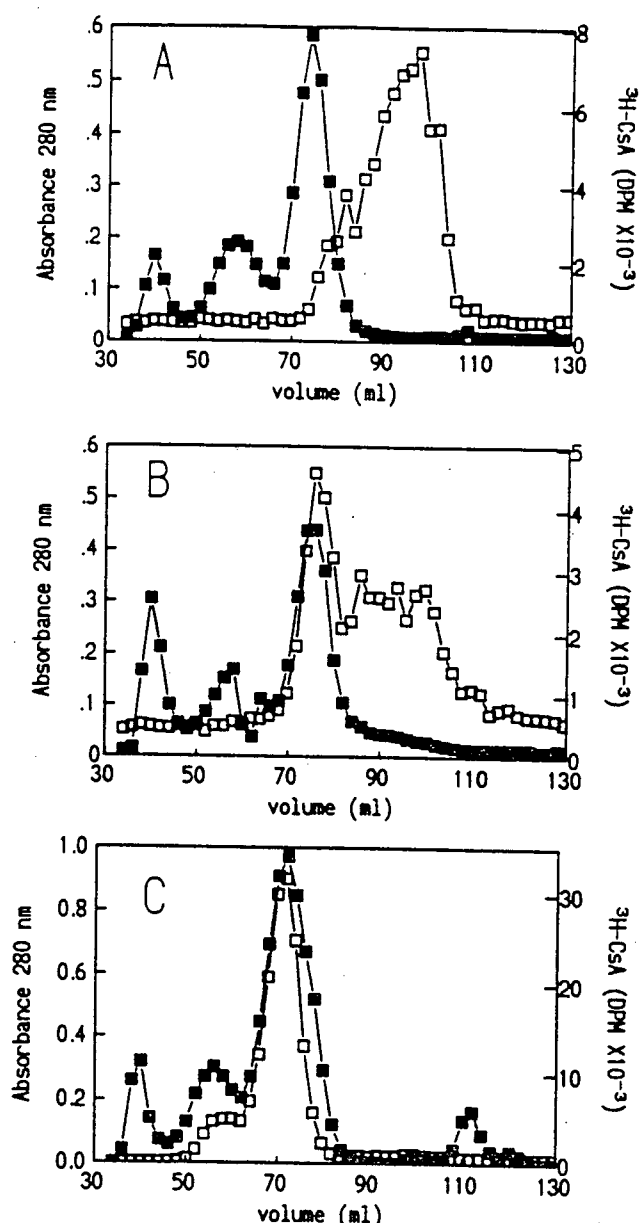 A
Absorbance 280 nm
.6
.5
.4
.3
.2
.1
0
8
6
4
2
0
³H-CsA (DPM X10⁻³)
30 50 70 90 110 130
volume (ml)
B
Absorbance 280 nm
.6
.5
.4
.3
.2
.1
0
5
4
3
2
1
0
³H-CsA (DPM X10⁻³)
30 50 70 90 110 130
volume (ml)
C
Absorbance 280 nm
1.0
0.8
0.6
0.4
0.2
0.0
30
20
10
0
³H-CsA (DPM X10⁻³)
30 50 70 90 110 130
volume (ml)